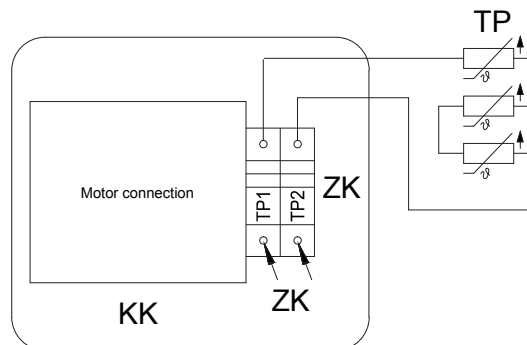 TP
ϑ
ϑ
ϑ
Motor connection
TP1
TP2
ZK
ZK
KK